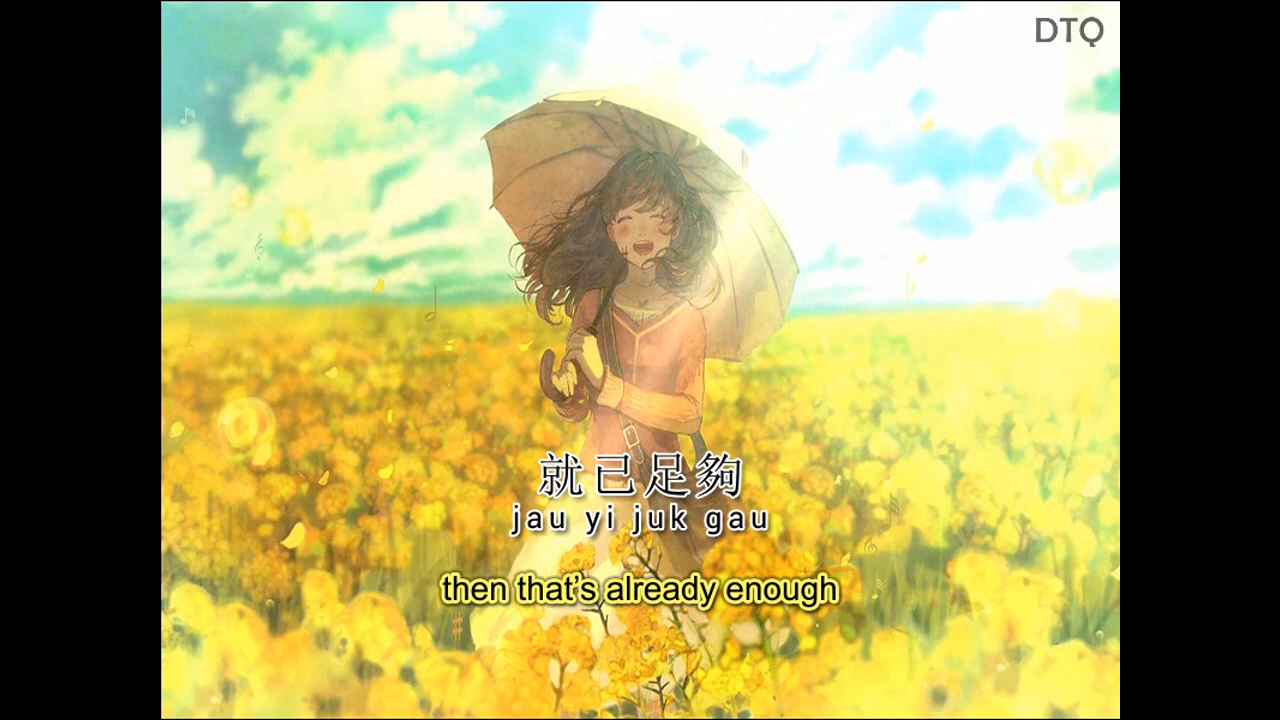 DTQ
就已足夠
jau yi juk gau
then that's already enough